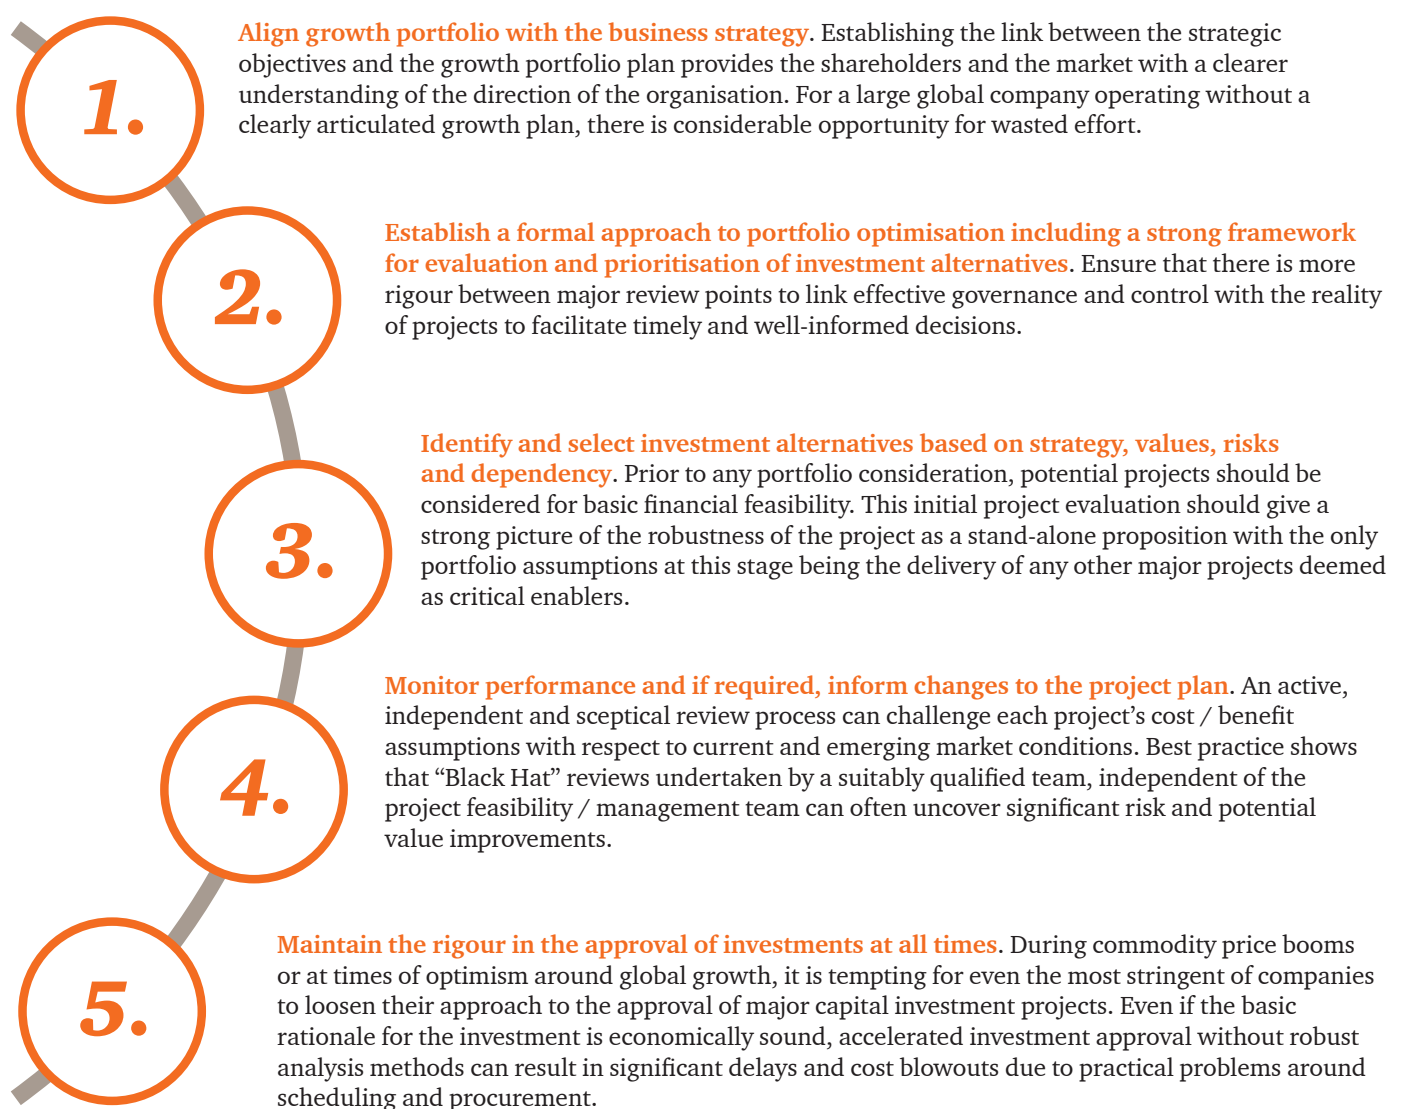 1.
Align growth portfolio with the business strategy. Establishing the link between the strategic
objectives and the growth portfolio plan provides the shareholders and the market with a clearer
understanding of the direction of the organisation. For a large global company operating without a
clearly articulated growth plan, there is considerable opportunity for wasted effort.
2.
Establish a formal approach to portfolio optimisation including a strong framework
for evaluation and prioritisation of investment alternatives. Ensure that there is more
rigour between major review points to link effective governance and control with the reality
of projects to facilitate timely and well-informed decisions.
3.
Identify and select investment alternatives based on strategy, values, risks
and dependency. Prior to any portfolio consideration, potential projects should be
considered for basic financial feasibility. This initial project evaluation should give a
strong picture of the robustness of the project as a stand-alone proposition with the only
portfolio assumptions at this stage being the delivery of any other major projects deemed
as critical enablers.
4.
Monitor performance and if required, inform changes to the project plan. An active,
independent and sceptical review process can challenge each project’s cost / benefit
assumptions with respect to current and emerging market conditions. Best practice shows
that “Black Hat” reviews undertaken by a suitably qualified team, independent of the
project feasibility / management team can often uncover significant risk and potential
value improvements.
5.
Maintain the rigour in the approval of investments at all times. During commodity price booms
or at times of optimism around global growth, it is tempting for even the most stringent of companies
to loosen their approach to the approval of major capital investment projects. Even if the basic
rationale for the investment is economically sound, accelerated investment approval without robust
analysis methods can result in significant delays and cost blowouts due to practical problems around
scheduling and procurement.